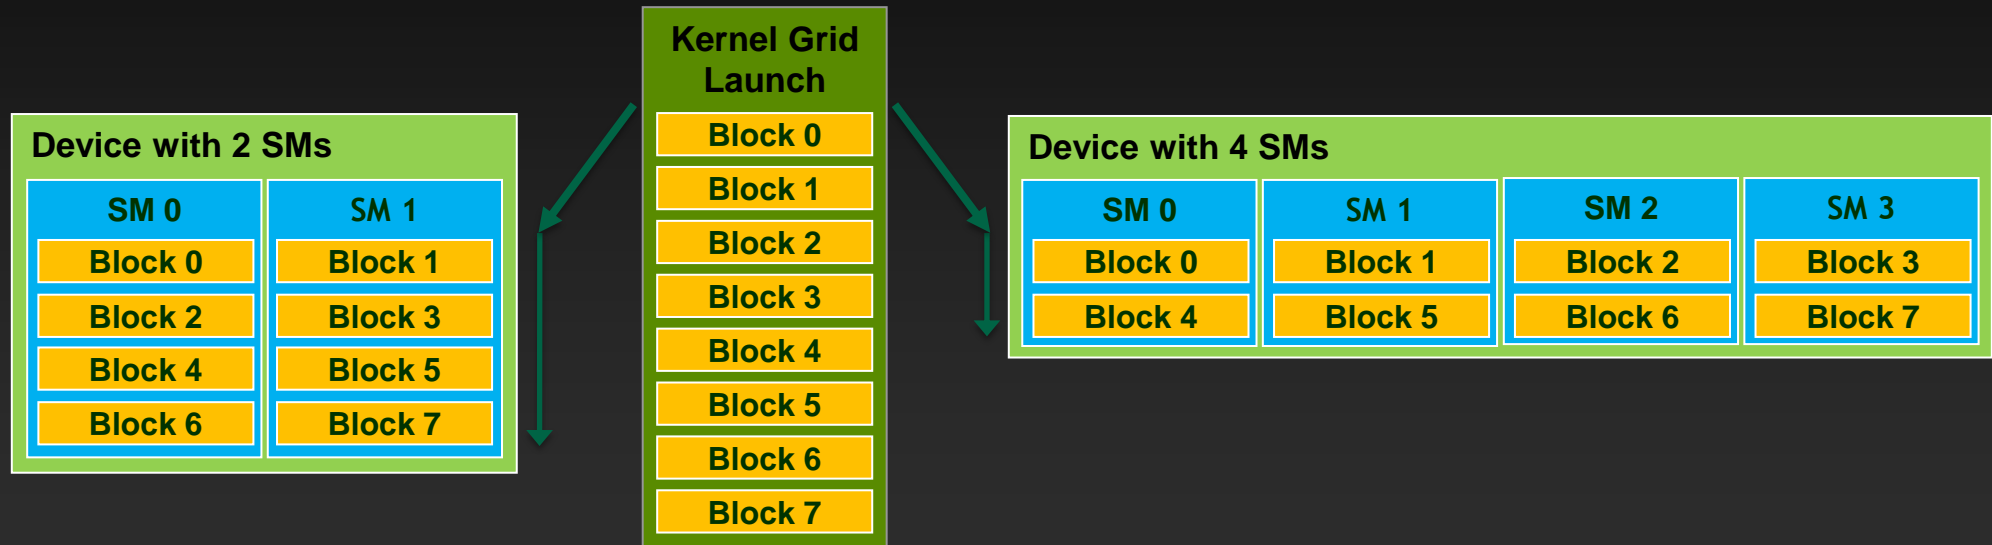 Kernel Grid
Launch
Block 0
Block 1
Block 2
Block 3
Block 4
Block 5
Block 6
Block 7
Device with 2 SMs
SM 0
SM 1
Block 0
Block 1
Block 2
Block 3
Block 4
Block 5
Block 6
Block 7
Device with 4 SMs
SM 0
SM 1
SM 2
SM 3
Block 0
Block 1
Block 2
Block 3
Block 4
Block 5
Block 6
Block 7